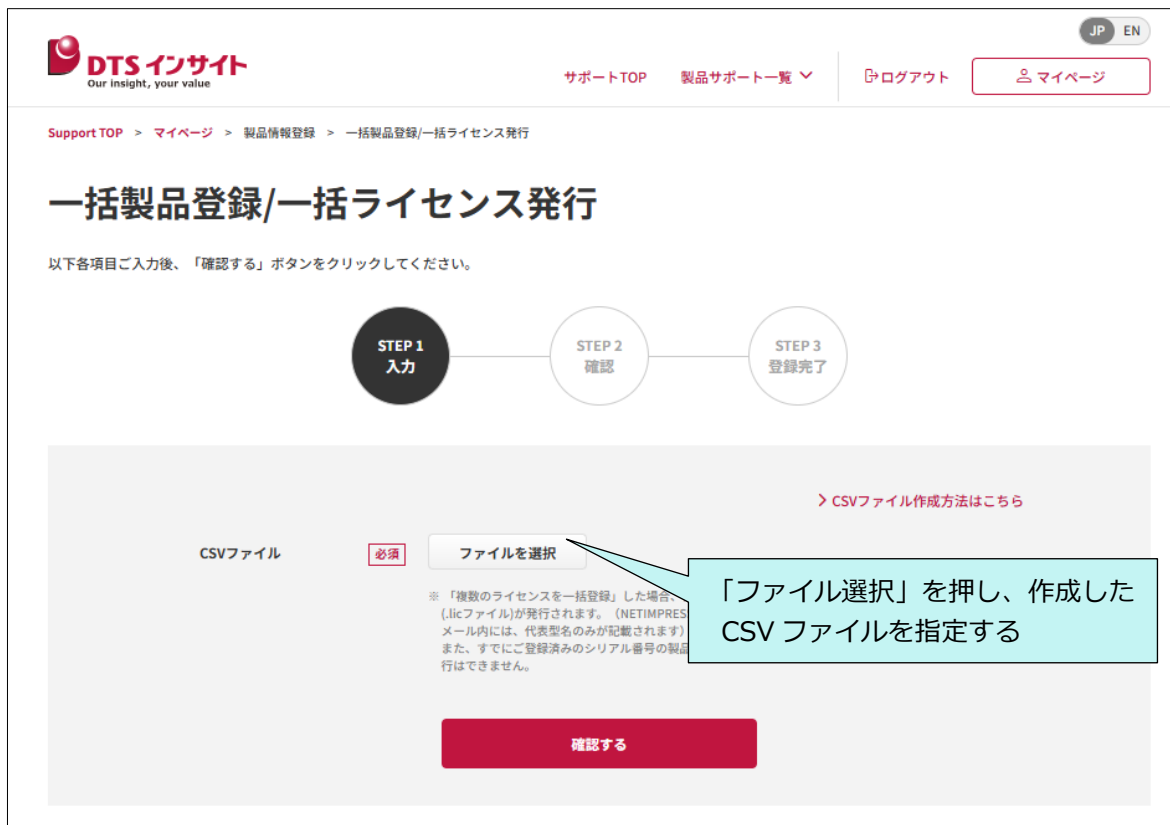 JP EN
DTS インサイト
Our insight, your value
サポートTOP 製品サポート一覧 ログアウト マイページ
Support TOP > マイページ > 製品情報登録 > 一括製品登録/一括ライセンス発行
一括製品登録/一括ライセンス発行
以下各項目ご入力後、「確認する」ボタンをクリックしてください。
STEP 1
入力
STEP 2
確認
STEP 3
登録完了
CSVファイル作成方法はこちら
CSVファイル 必須 ファイルを選択
「ファイル選択」を押し、作成した
CSV ファイルを指定する
※ 「複数のライセンスを一括登録」した場合、
(.licファイル)が発行されます。（NETIMPRES
メール内には、代表型名のみが記載されます）
また、すでにご登録済みのシリアル番号の製品
行はできません。
確認する